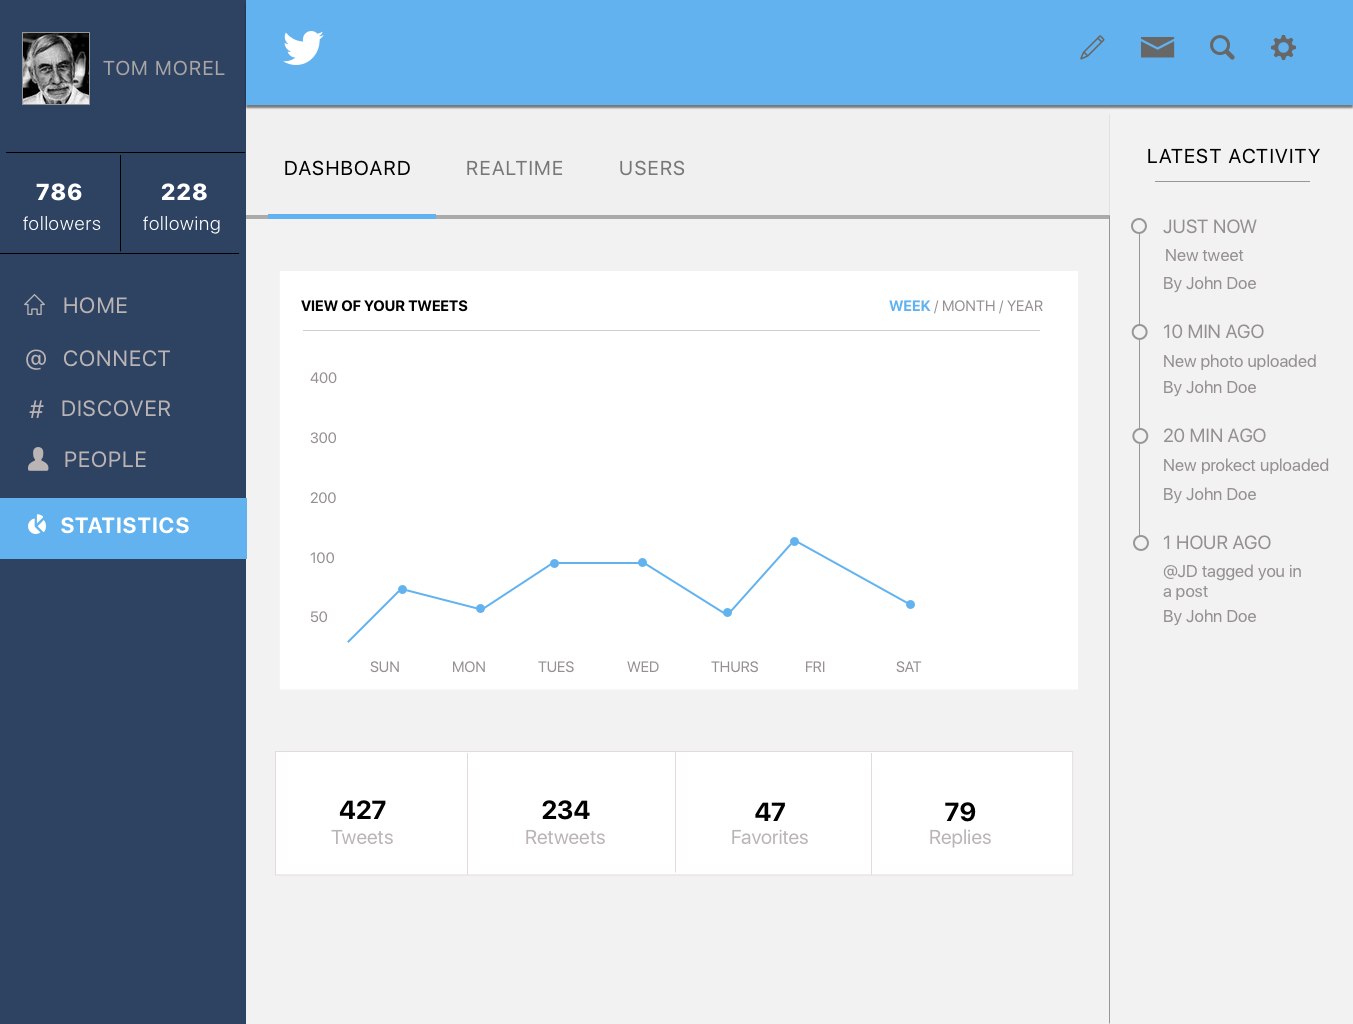 TOM MOREL
786
followers
228
following
HOME
@ CONNECT
# DISCOVER
PEOPLE
STATISTICS
DASHBOARD
REALTIME
USERS
VIEW OF YOUR TWEETS
WEEK / MONTH / YEAR
400
300
200
100
50
SUN
MON
TUES
WED
THURS
FRI
SAT
427
Tweets
234
Retweets
47
Favorites
79
Replies
LATEST ACTIVITY
JUST NOW
New tweet
By John Doe
10 MIN AGO
New photo uploaded
By John Doe
20 MIN AGO
New prokect uploaded
By John Doe
1 HOUR AGO
@JD tagged you in
a post
By John Doe